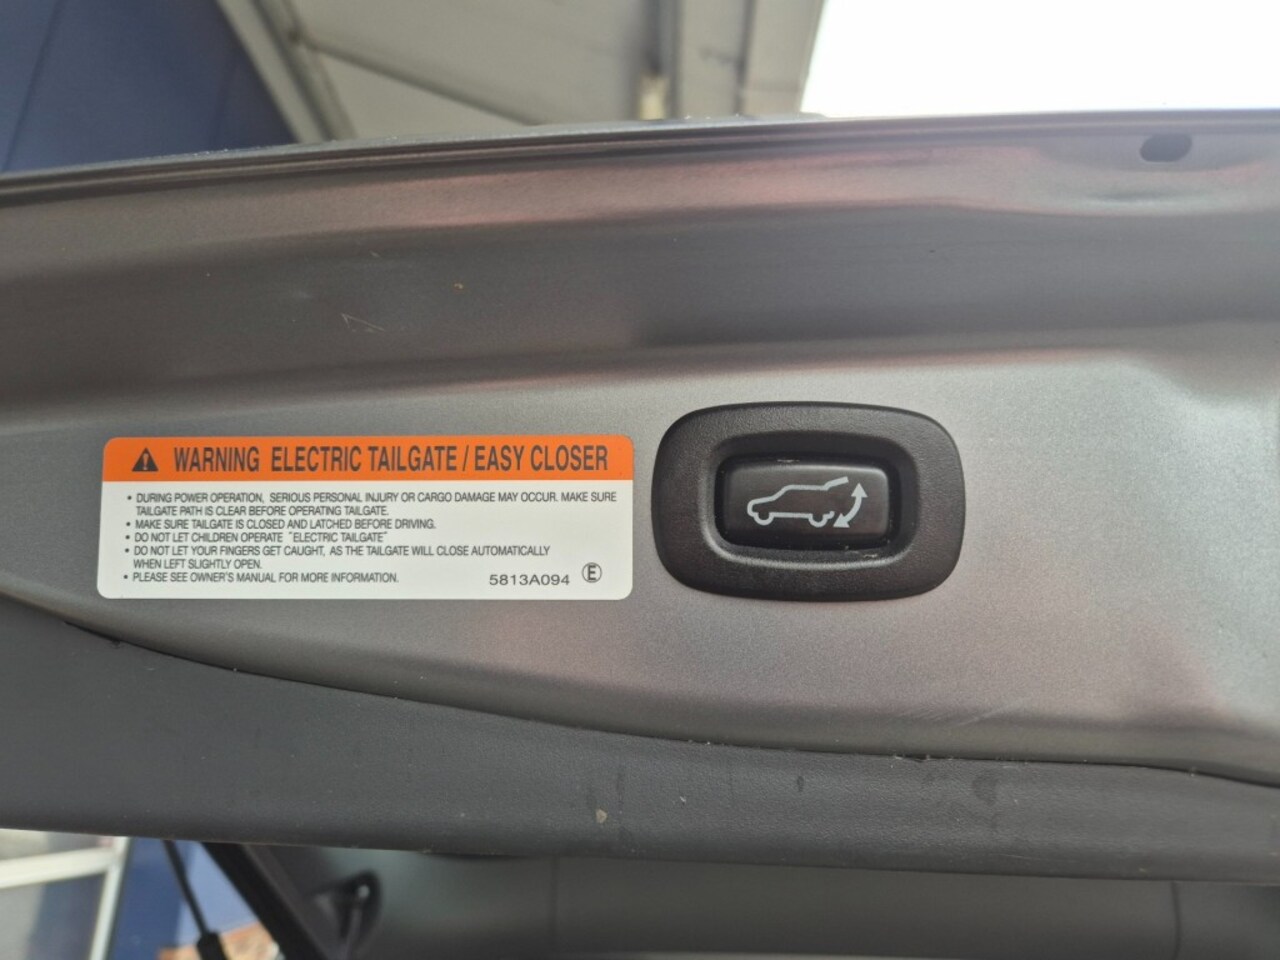 WARNING ELECTRIC TAILGATE / EASY CLOSER
• DURING POWER OPERATION, SERIOUS PERSONAL INJURY OR CARGO DAMAGE MAY OCCUR. MAKE SURE
TAILGATE PATH IS CLEAR BEFORE OPERATING TAILGATE.
• MAKE SURE TAILGATE IS CLOSED AND LATCHED BEFORE DRIVING.
• DO NOT LET CHILDREN OPERATE "ELECTRIC TAILGATE"
• DO NOT LET YOUR FINGERS GET CAUGHT, AS THE TAILGATE WILL CLOSE AUTOMATICALLY
WHEN LEFT SLIGHTLY OPEN.
• PLEASE SEE OWNER'S MANUAL FOR MORE INFORMATION. 5813A094 Ⓔ